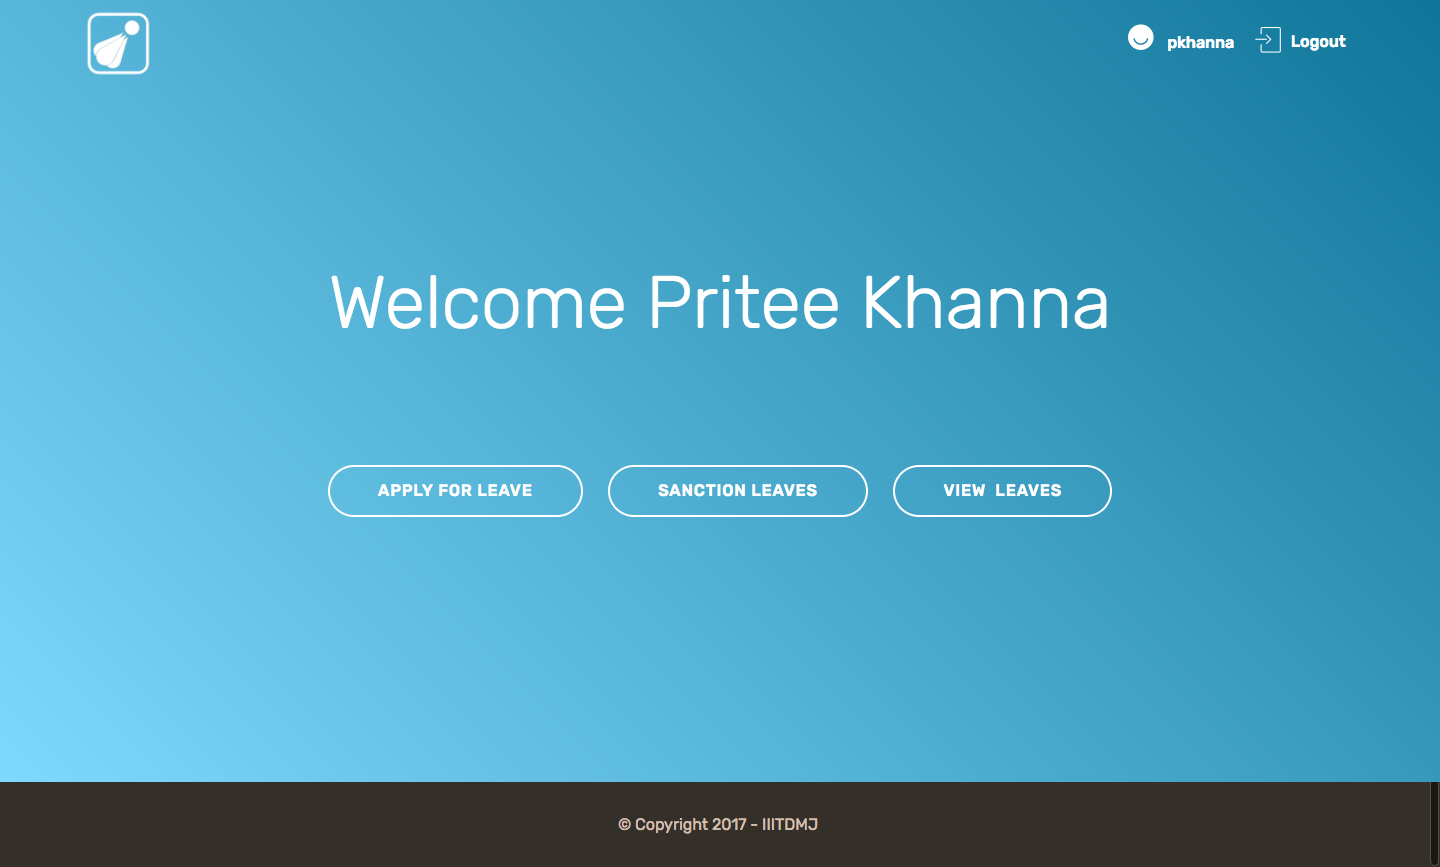 pkhanna Logout
Welcome Pritee Khanna
APPLY FOR LEAVE SANCTION LEAVES VIEW LEAVES
© Copyright 2017 - IIITDMJ